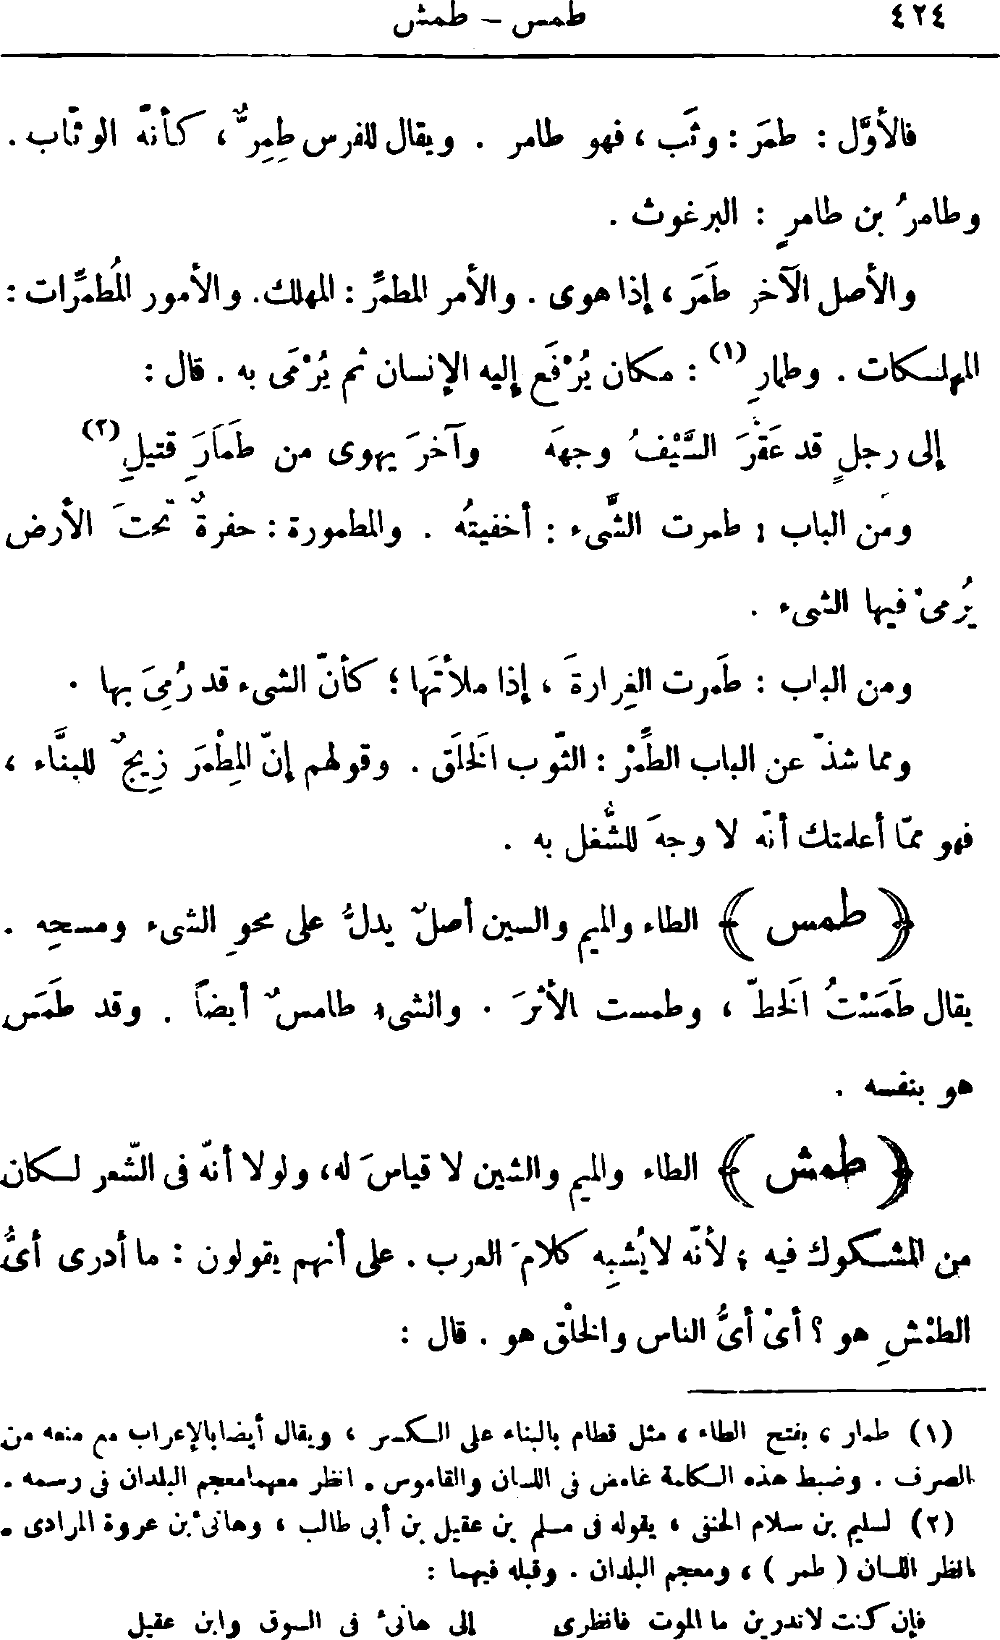 ٤٢٤ طمس – طمش
فالأوَّل : طمَر : وثَب ، فهو طامر . ويقال للفرس طِمِرٌّ ، كأنّه الوثّاب .
وطامرُ بن طامرٍ : البرغوث .
والأصل الآخر طَمَر ، إذا هوى . والأمر المطمَّر : المهلك. والأمور المُطمَّرات :
المهلكات . وطمارِ (١) : مكان يُرْفَع إليه الإنسان ثم يُرْمَى به . قال :
إلى رجلٍ قد عَقَّرَ السَّيْفُ وجهَه وآخرَ يهوى من طَمَارَِ قتيلِ (٢)
ومن الباب : طمرت الشَّىء : أخفيتُه . والمطمورة : حفرةٌ تحتَ الأرض
يُرمىْ فيها الشىء .
ومن الباب : طَمرت الغِرارةَ ، إذا ملأتَها ؛ كأنّ الشىء قد رُمِىَ بها .
ومما شذّ عن الباب الطِّمْر : الثّوب الخَلَق . وقولهم إنّ المِطْمَرَ زِيجٌ للبنَّاء ،
فهو ممّا أعلمتك أنّه لا وجهَ للشُّغل به .
﴿ طمس ﴾ الطاء والميم والسين أصلٌ يدلُّ على محوِ الشىء ومسحِه .
يقال طَمَسْتُ الخَطّ ، وطمست الأثرَ . والشىء طامسٌ أيضاً . وقد طَمَس
هو بنفسه .
﴿ طمش ﴾ الطاء والميم والشين لا قياسَ له، ولولا أنّه فى الشّعر لكان
من المشكوك فيه ؛ لأنّه لا يُشبِه كلامَ العرب . على أنهم يقولون : ما أدرى أىُّ
الطمْشِ هو ؟ أىْ أىُّ الناس والخلْق هو . قال :
(١) طمار ، بفتح الطاء ، مثل قطام بالبناء على الكسر ، ويقال أيضا بالإعراب مع منعه من
الصرف . وضبط هذه الكلمة غامض فى اللسان والقاموس . انظر معهما معجم البلدان فى رسمه .
(٢) لسليم بن سلام الحنفى ، يقوله فى مسلم بن عقيل بن أبى طالب ، وهانىء بن عروة المرادى .
انظر اللسان ( طمر ) ، ومعجم البلدان . وقبله فيهما :
فإن كنت لا تدرين ما الموت فانظرى إلى هانىء فى السوق وابن عقيل